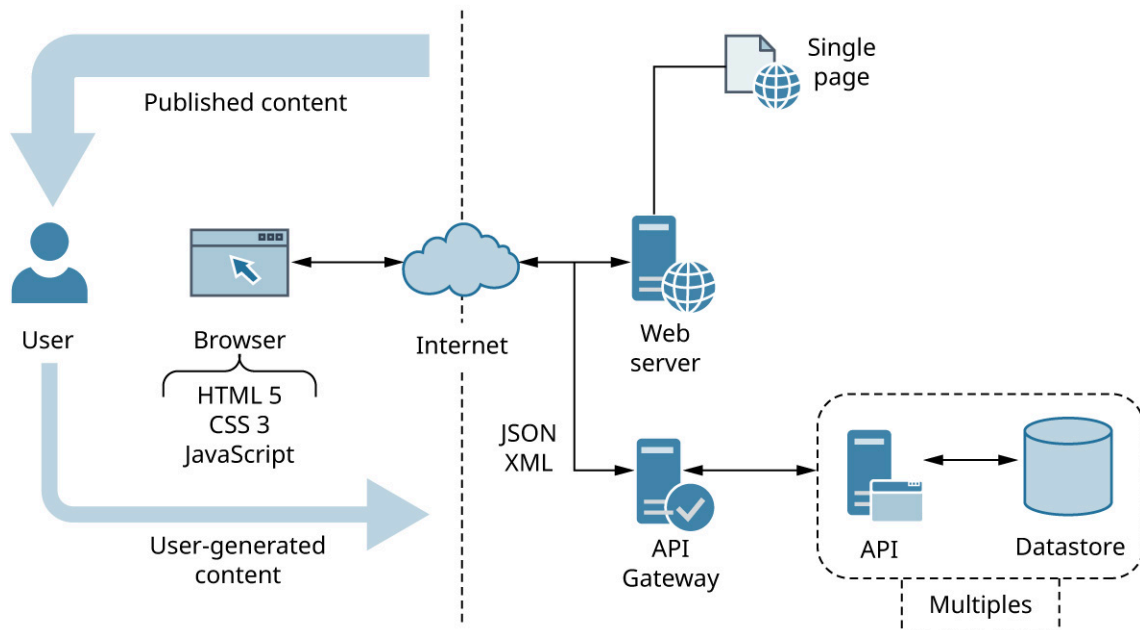 Single
page
Published content
User
Browser
HTML 5
CSS 3
JavaScript
Internet
Web
server
JSON
XML
User-generated
content
API
Gateway
API
Datastore
Multiples